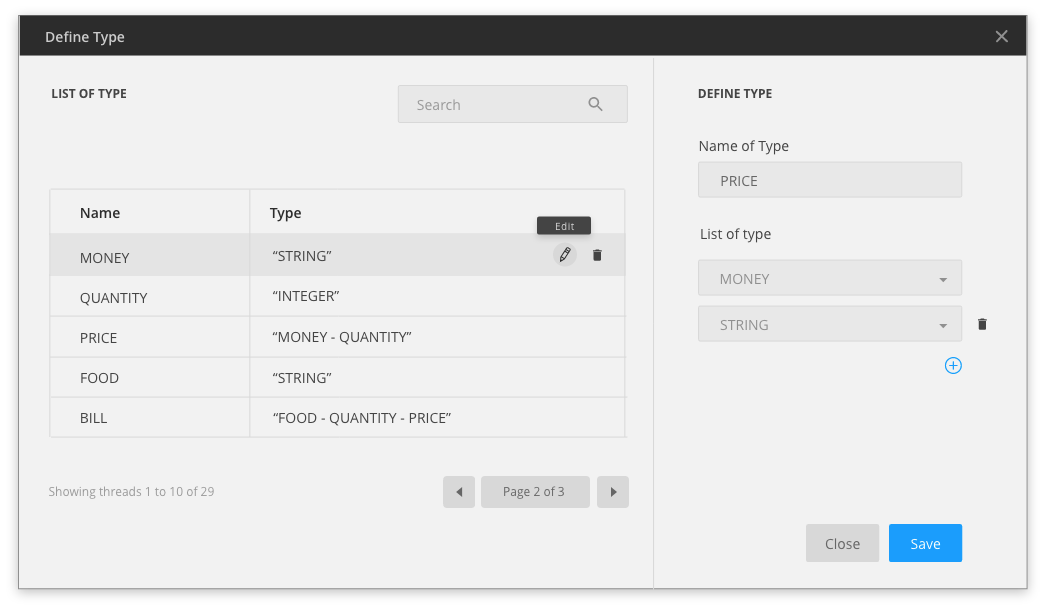 Define Type
LIST OF TYPE
Search
Name Type
Edit
MONEY “STRING”
QUANTITY “INTEGER”
PRICE “MONEY - QUANTITY”
FOOD “STRING”
BILL “FOOD - QUANTITY - PRICE”
Showing threads 1 to 10 of 29
Page 2 of 3
DEFINE TYPE
Name of Type
PRICE
List of type
MONEY
STRING
Close Save